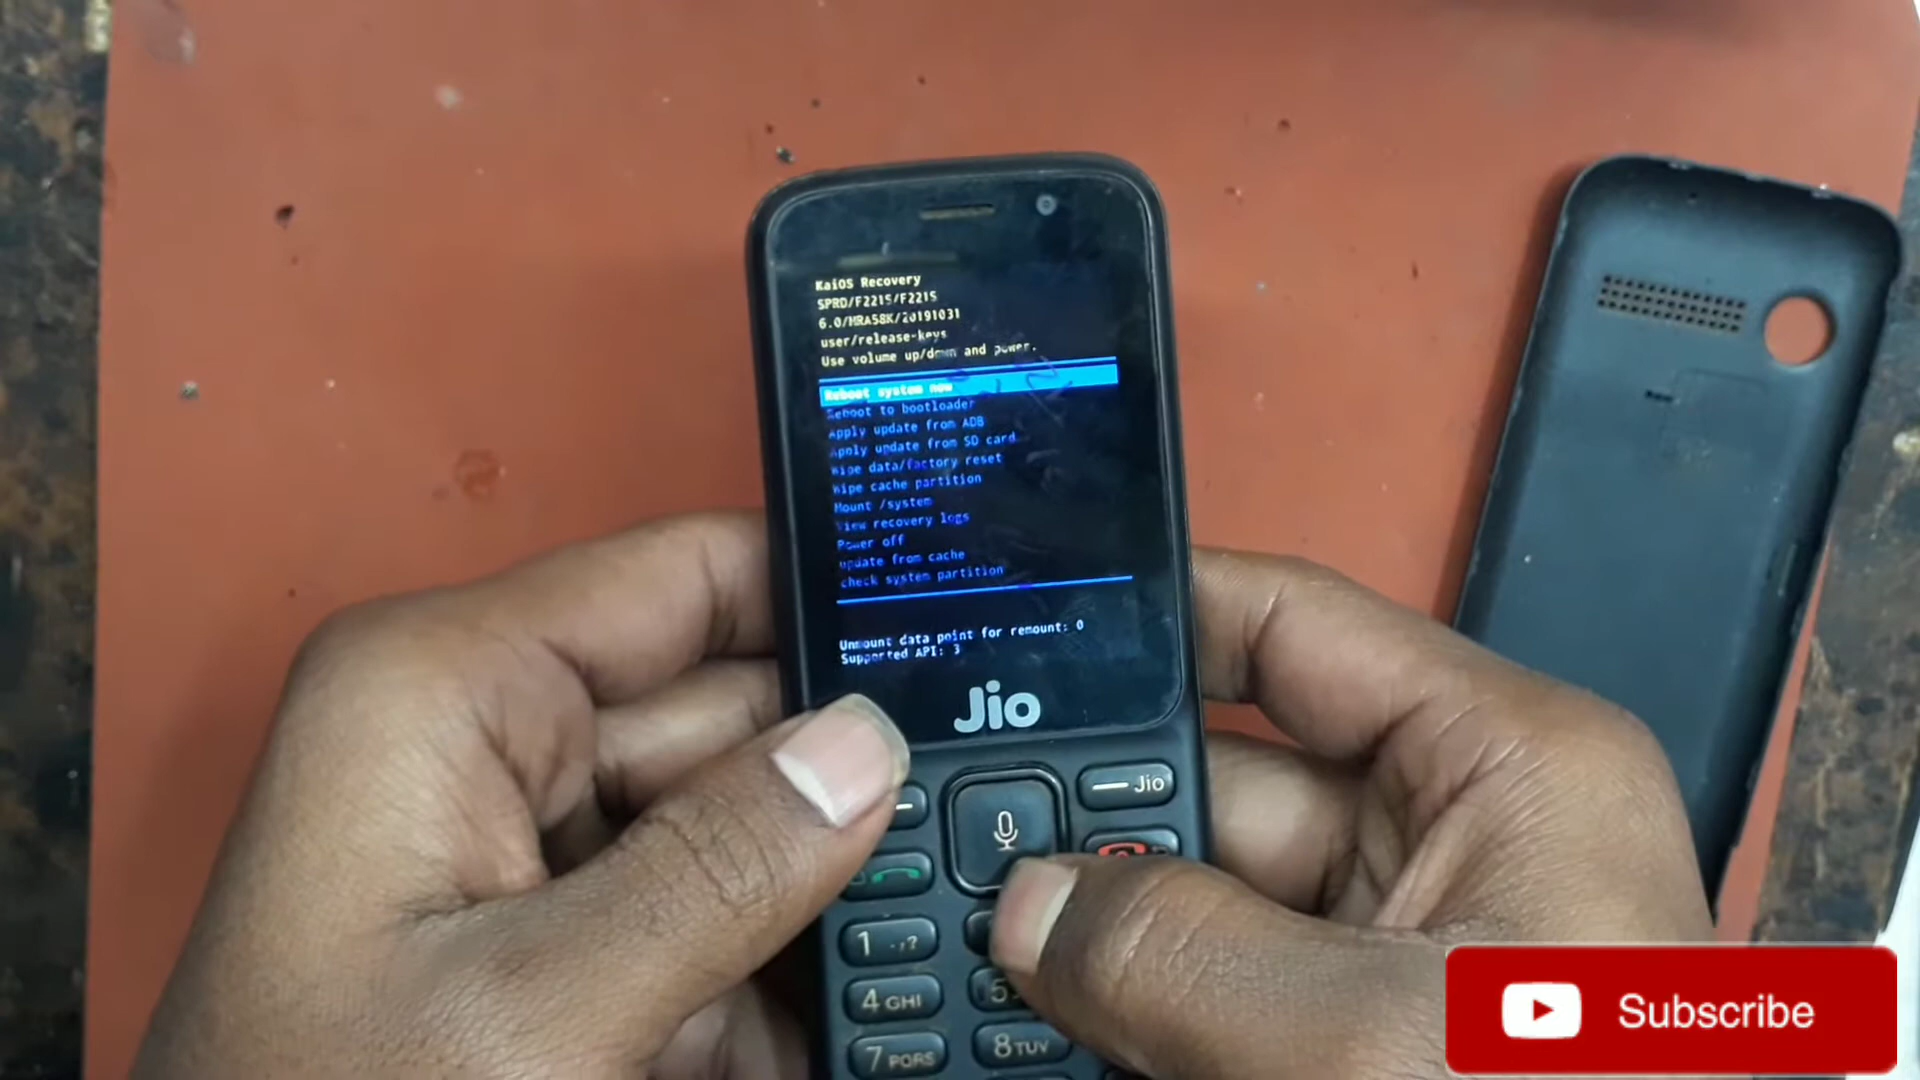 KaiOS Recovery
SPRD/F2215/F2215
6.0/MRA58K/20191031
user/release-keys
Use volume up/down and power.
Reboot system now
Reboot to bootloader
Apply update from ADB
Apply update from SD card
Wipe data/factory reset
Wipe cache partition
Mount /system
View recovery logs
Power off
update from cache
check system partition
Unmount data point for remount: 0
Supported API: 3
Jio
Jio
1 .,?
5
4 GHI
7 PQRS
8 TUV
Subscribe